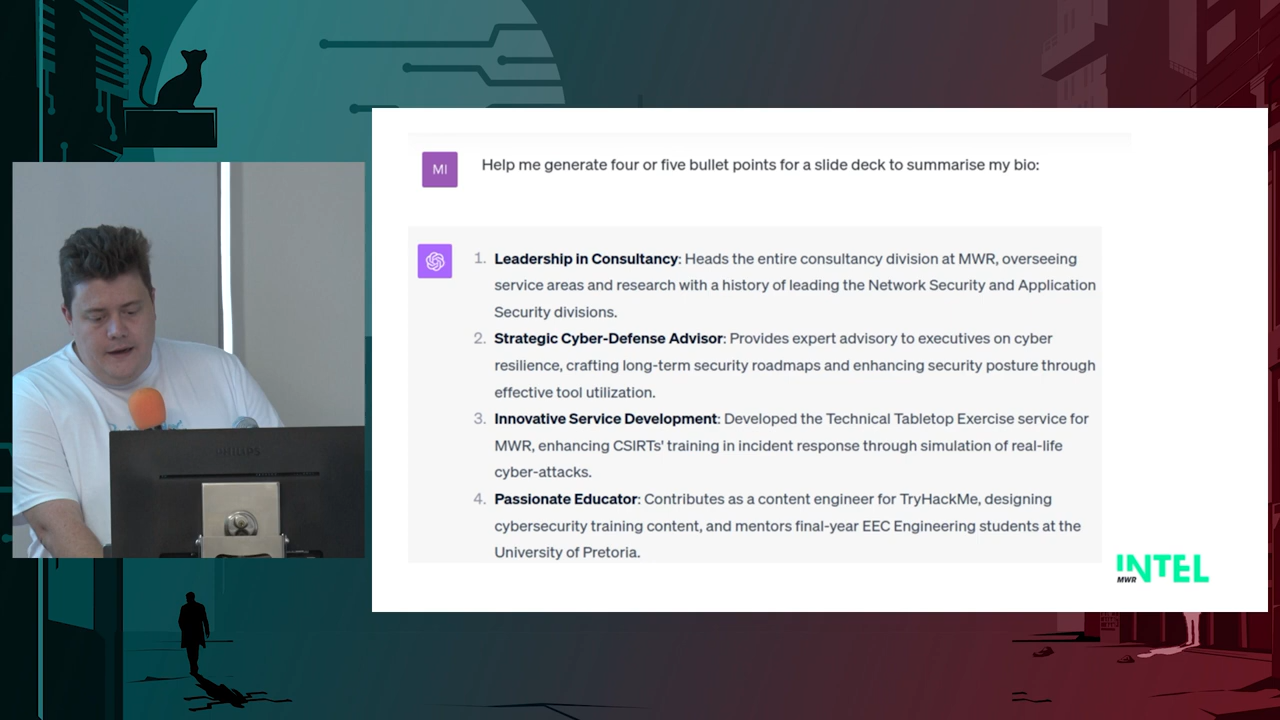 MI
Help me generate four or five bullet points for a slide deck to summarise my bio:
1. Leadership in Consultancy: Heads the entire consultancy division at MWR, overseeing
service areas and research with a history of leading the Network Security and Application
Security divisions.
2. Strategic Cyber-Defense Advisor: Provides expert advisory to executives on cyber
resilience, crafting long-term security roadmaps and enhancing security posture through
effective tool utilization.
3. Innovative Service Development: Developed the Technical Tabletop Exercise service for
MWR, enhancing CSIRTs' training in incident response through simulation of real-life
cyber-attacks.
4. Passionate Educator: Contributes as a content engineer for TryHackMe, designing
cybersecurity training content, and mentors final-year EEC Engineering students at the
University of Pretoria.
PHILIPS
INTEL
MWR